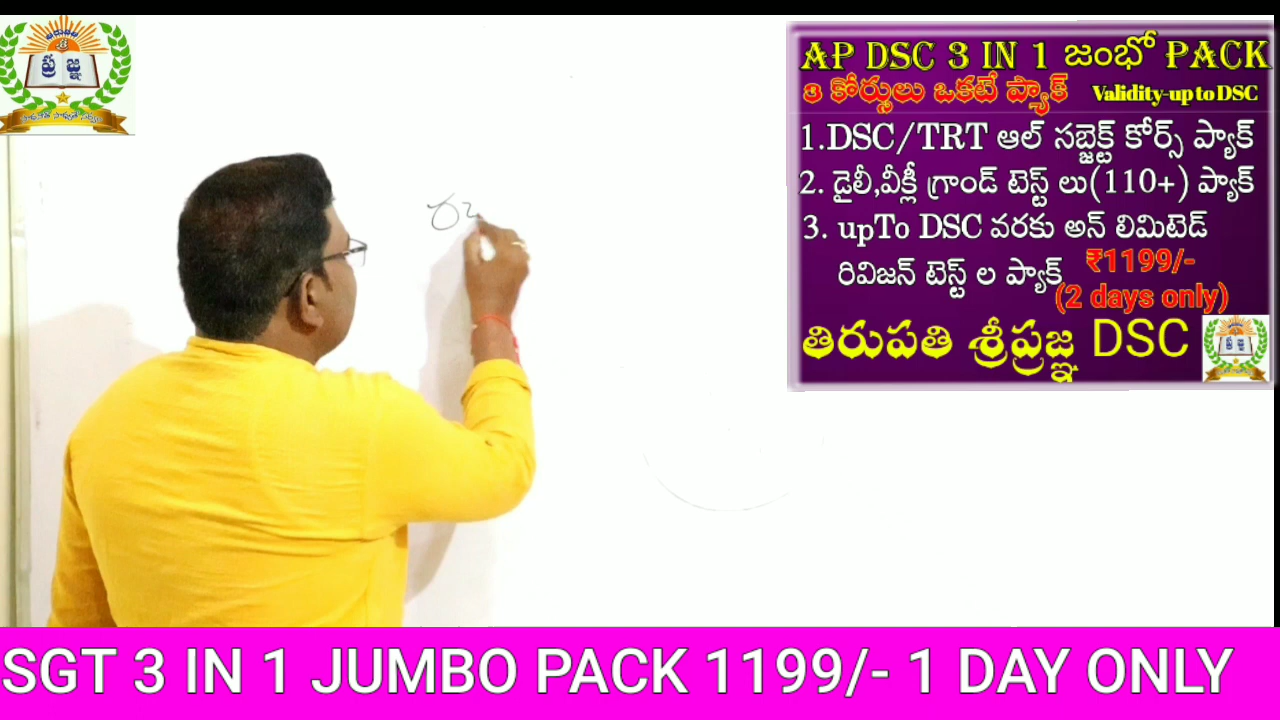 ప్రజ్ఞ
AP DSC 3 IN 1 జంభో PACK
3 కోర్సులు ఒకటే ప్యాక్ Validity-up to DSC
1.DSC/TRT ఆల్ సబ్జెక్ట్ కోర్స్ ప్యాక్
2. డైలీ,వీక్లీ గ్రాండ్ టెస్ట్ లు(110+) ప్యాక్
3. upTo DSC వరకు అన్ లిమిటెడ్
రివిజన్ టెస్ట్ ల ప్యాక్ ₹1199/-
(2 days only)
తిరుపతి శ్రీప్రజ్ఞ DSC
SGT 3 IN 1 JUMBO PACK 1199/- 1 DAY ONLY